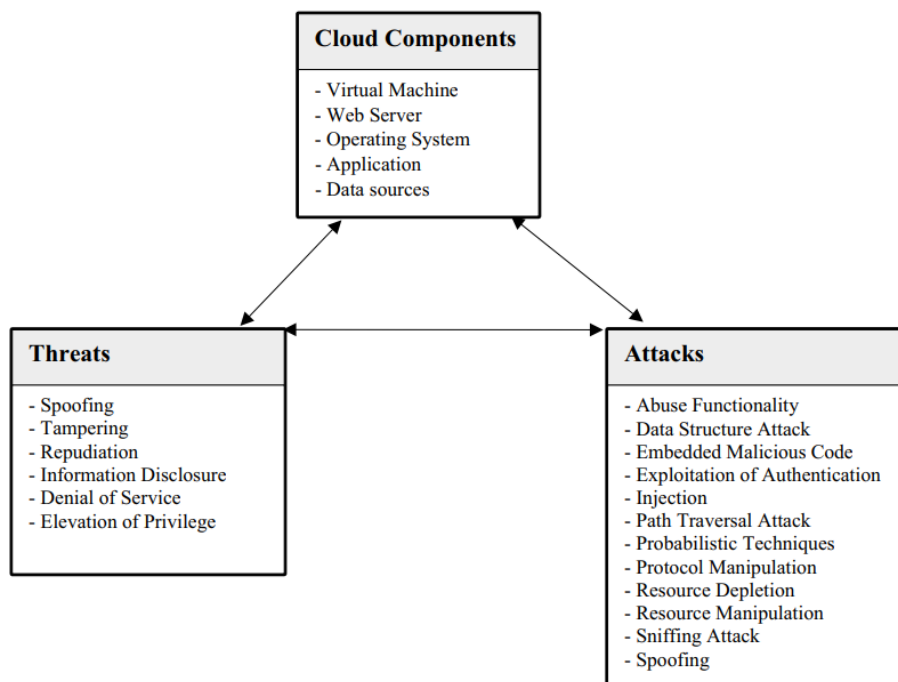 Cloud Components
- Virtual Machine
- Web Server
- Operating System
- Application
- Data sources
Threats
- Spoofing
- Tampering
- Repudiation
- Information Disclosure
- Denial of Service
- Elevation of Privilege
Attacks
- Abuse Functionality
- Data Structure Attack
- Embedded Malicious Code
- Exploitation of Authentication
- Injection
- Path Traversal Attack
- Probabilistic Techniques
- Protocol Manipulation
- Resource Depletion
- Resource Manipulation
- Sniffing Attack
- Spoofing